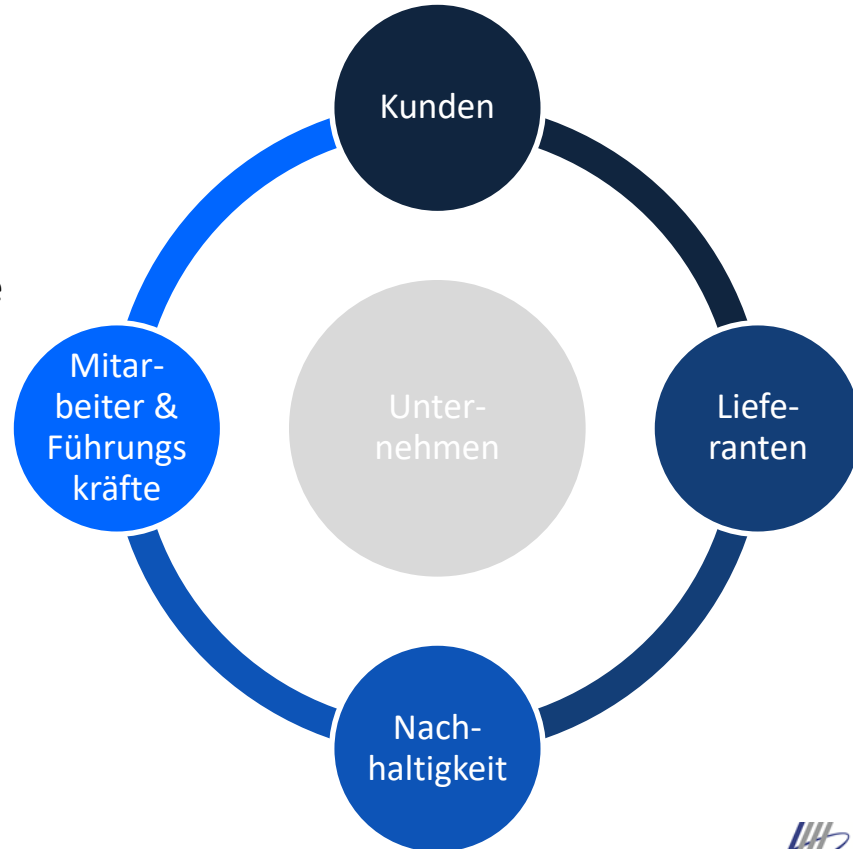 Kunden
e
Mitar-
beiter &
Führungs
kräfte
Unter-
nehmen
Liefe-
ranten
Nach-
haltigkeit